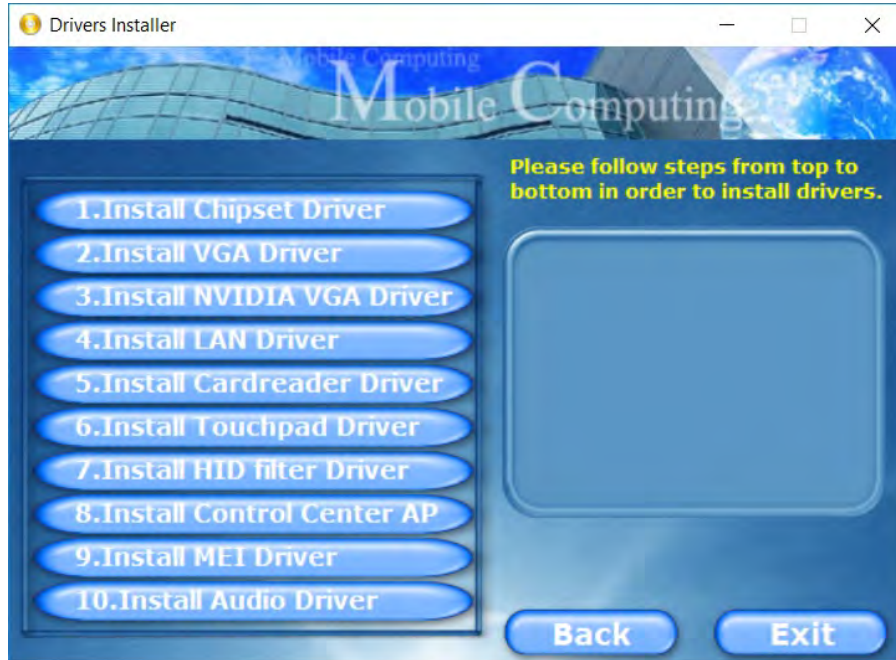 Drivers Installer
Mobile Computing
Mobile Computing
Please follow steps from top to
bottom in order to install drivers.
1.Install Chipset Driver
2.Install VGA Driver
3.Install NVIDIA VGA Driver
4.Install LAN Driver
5.Install Cardreader Driver
6.Install Touchpad Driver
7.Install HID filter Driver
8.Install Control Center AP
9.Install MEI Driver
10.Install Audio Driver
Back
Exit